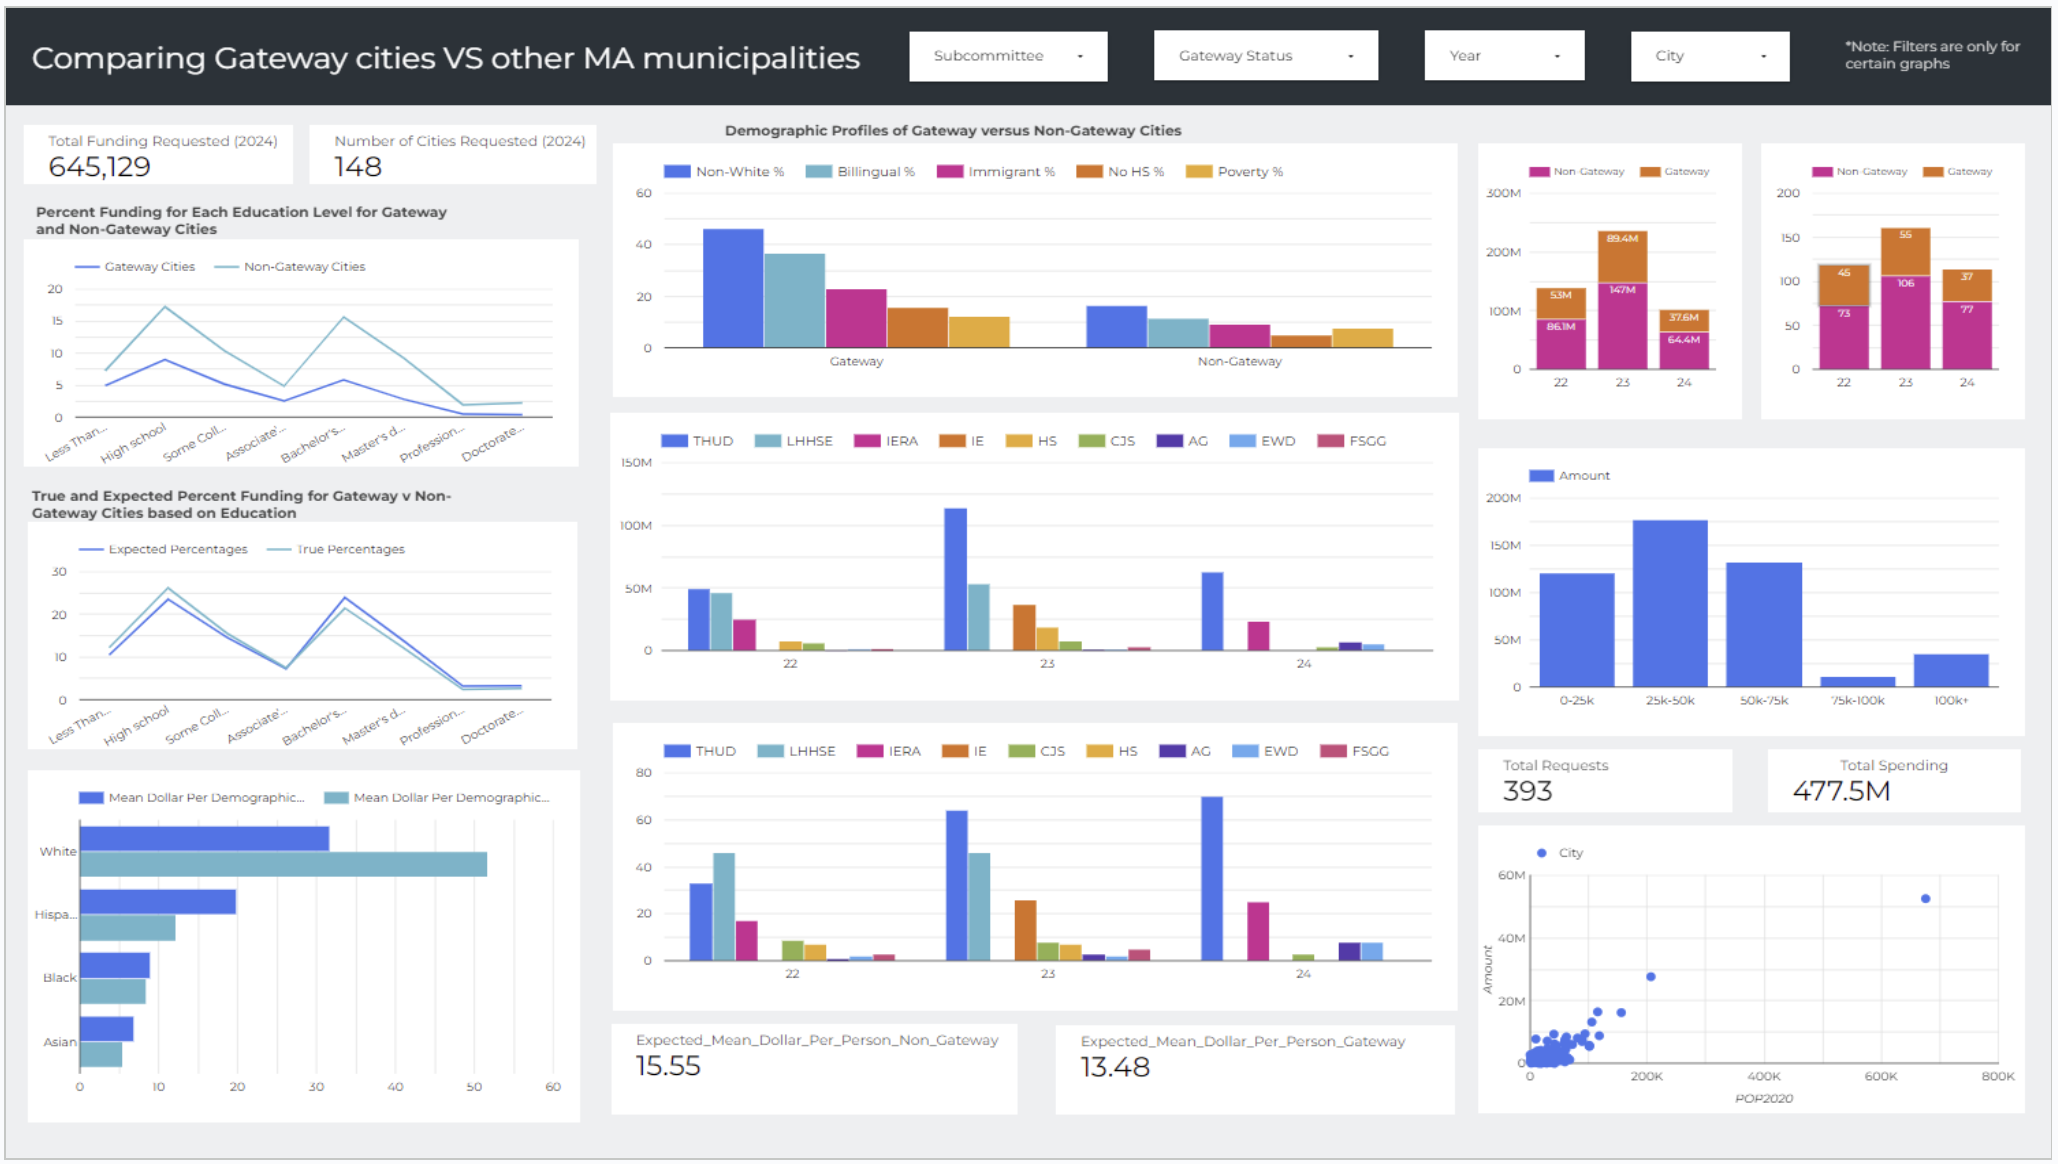 Comparing Gateway cities VS other MA municipalities
Subcommittee
Gateway Status
Year
City
*Note: Filters are only for
certain graphs
Total Funding Requested (2024)
645,129
Number of Cities Requested (2024)
148
Percent Funding for Each Education Level for Gateway
and Non-Gateway Cities
Gateway Cities Non-Gateway Cities
20
15
10
5
0
Less Than... High school Some Coll... Associate'... Bachelor's... Master's d... Profession... Doctorate...
True and Expected Percent Funding for Gateway v Non-
Gateway Cities based on Education
Expected Percentages True Percentages
30
20
10
0
Less Than... High school Some Coll... Associate'... Bachelor's... Master's d... Profession... Doctorate...
Mean Dollar Per Demographic... Mean Dollar Per Demographic...
White
Hispa...
Black
Asian
0 10 20 30 40 50 60
Demographic Profiles of Gateway versus Non-Gateway Cities
Non-White % Billingual % Immigrant % No HS % Poverty %
60
40
20
0
Gateway Non-Gateway
THUD LHHSE IERA IE HS CJS AG EWD FSGG
150M
100M
50M
0
22 23 24
THUD LHHSE IERA IE CJS HS AG EWD FSGG
80
60
40
20
0
22 23 24
Expected_Mean_Dollar_Per_Person_Non_Gateway
15.55
Expected_Mean_Dollar_Per_Person_Gateway
13.48
Non-Gateway Gateway
300M
200M
100M
0
53M
86.1M
89.4M
147M
37.6M
64.4M
22 23 24
Non-Gateway Gateway
200
150
100
50
0
45
73
55
106
37
77
22 23 24
Amount
200M
150M
100M
50M
0
0-25k 25k-50k 50k-75k 75k-100k 100k+
Total Requests
393
Total Spending
477.5M
City
60M
40M
20M
0
Amount
0 200K 400K 600K 800K
POP2020